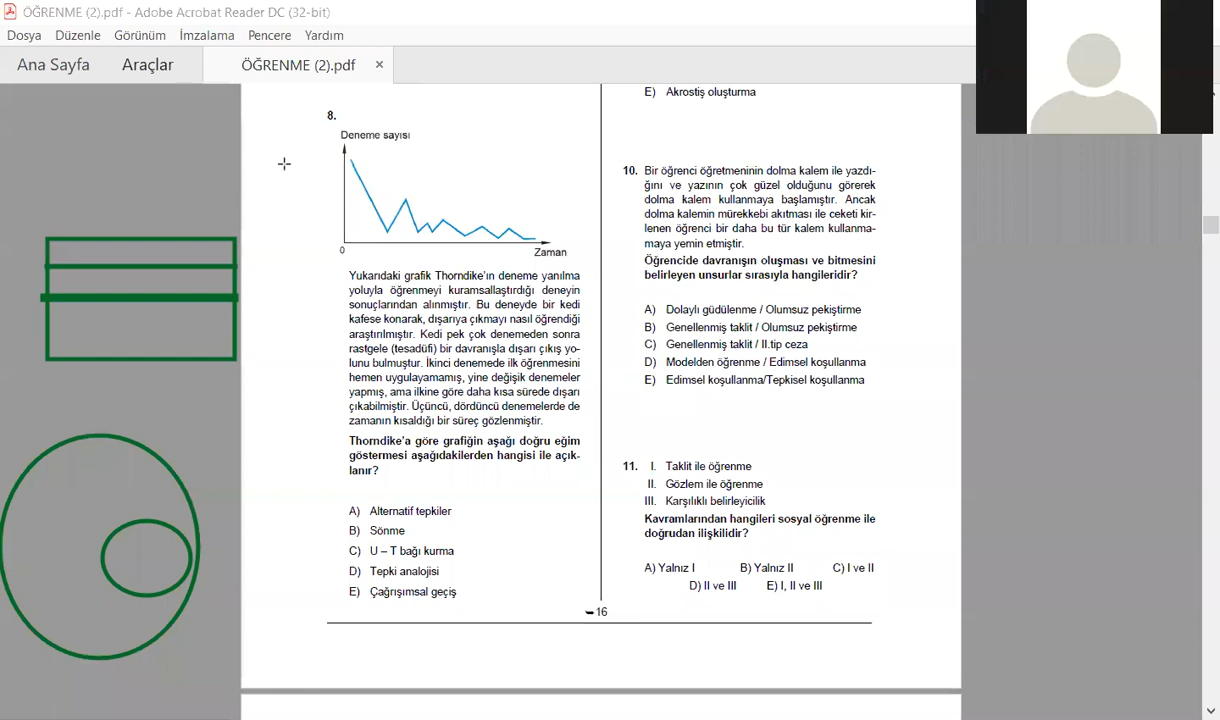 ÖĞRENME (2).pdf - Adobe Acrobat Reader DC (32-bit)
Dosya Düzenle Görünüm İmzalama Pencere Yardım
Ana Sayfa Araçlar ÖĞRENME (2).pdf ×
8.
Deneme sayısı
0
Zaman
Yukarıdaki grafik Thorndike'ın deneme yanılma
yoluyla öğrenmeyi kuramsallaştırdığı deneyin
sonuçlarından alınmıştır. Bu deneyde bir kedi
kafese konarak, dışarıya çıkmayı nasıl öğrendiği
araştırılmıştır. Kedi pek çok denemeden sonra
rastgele (tesadüfi) bir davranışla dışarı çıkış yo-
lunu bulmuştur. İkinci denemede ilk öğrenmesini
hemen uygulayamamış, yine değişik denemeler
yapmış, ama ilkine göre daha kısa sürede dışarı
çıkabilmiştir. Üçüncü, dördüncü denemelerde de
zamanın kısaldığı bir süreç gözlenmiştir.
Thorndike'a göre grafiğin aşağı doğru eğim
göstermesi aşağıdakilerden hangisi ile açık-
lanır?
A) Alternatif tepkiler
B) Sönme
C) U – T bağı kurma
D) Tepki analojisi
E) Çağrışımsal geçiş
E) Akrostiş oluşturma
10. Bir öğrenci öğretmeninin dolma kalem ile yazdı-
ğını ve yazının çok güzel olduğunu görerek
dolma kalem kullanmaya başlamıştır. Ancak
dolma kalemin mürekkebi akıtması ile ceketi kir-
lenen öğrenci bir daha bu tür kalem kullanma-
maya yemin etmiştir.
Öğrencide davranışın oluşması ve bitmesini
belirleyen unsurlar sırasıyla hangileridir?
A) Dolaylı güdülenme / Olumsuz pekiştirme
B) Genellenmiş taklit / Olumsuz pekiştirme
C) Genellenmiş taklit / II.tip ceza
D) Modelden öğrenme / Edimsel koşullanma
E) Edimsel koşullanma/Tepkisel koşullanma
11. I. Taklit ile öğrenme
II. Gözlem ile öğrenme
III. Karşılıklı belirleyicilik
Kavramlarından hangileri sosyal öğrenme ile
doğrudan ilişkilidir?
A) Yalnız I B) Yalnız II C) I ve II
D) II ve III E) I, II ve III
16